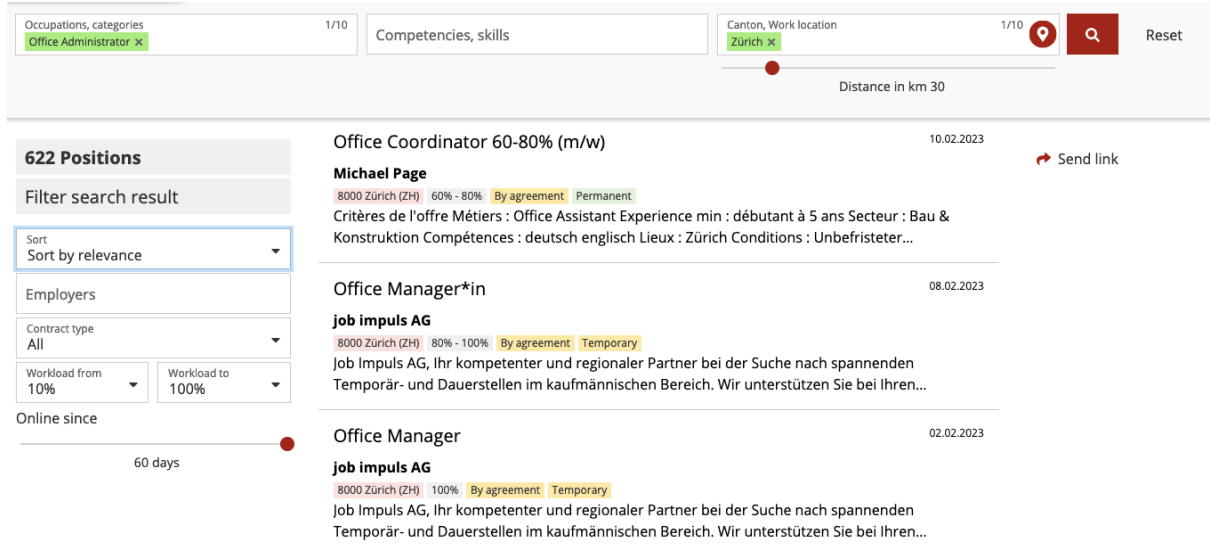 Occupations, categories 1/10
Office Administrator ×
Competencies, skills
Canton, Work location 1/10
Zürich ×
Reset
Distance in km 30
622 Positions
Filter search result
Sort
Sort by relevance
Employers
Contract type
All
Workload from
10%
Workload to
100%
Online since
60 days
Office Coordinator 60-80% (m/w) 10.02.2023
Michael Page
8000 Zürich (ZH) 60% - 80% By agreement Permanent
Critères de l'offre Métiers : Office Assistant Experience min : débutant à 5 ans Secteur : Bau &
Konstruktion Compétences : deutsch englisch Lieux : Zürich Conditions : Unbefristeter...
Office Manager*in 08.02.2023
job impuls AG
8000 Zürich (ZH) 80% - 100% By agreement Temporary
Job Impuls AG, Ihr kompetenter und regionaler Partner bei der Suche nach spannenden
Temporär- und Dauerstellen im kaufmännischen Bereich. Wir unterstützen Sie bei Ihren...
Office Manager 02.02.2023
job impuls AG
8000 Zürich (ZH) 100% By agreement Temporary
Job Impuls AG, Ihr kompetenter und regionaler Partner bei der Suche nach spannenden
Temporär- und Dauerstellen im kaufmännischen Bereich. Wir unterstützen Sie bei Ihren...
Send link